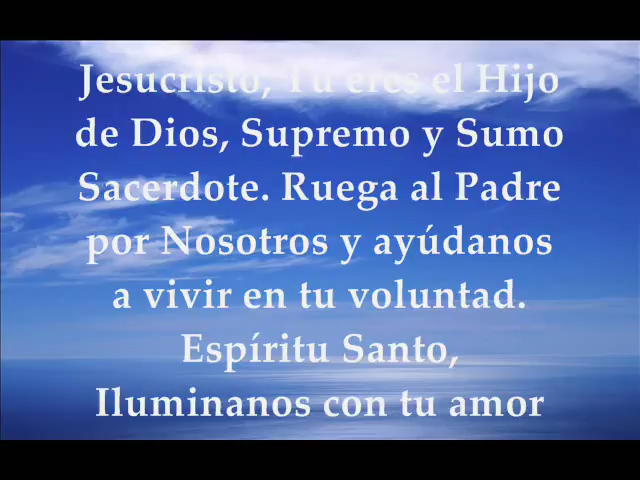 Jesucristo, Tu eres el Hijo
de Dios, Supremo y Sumo
Sacerdote. Ruega al Padre
por Nosotros y ayúdanos
a vivir en tu voluntad.
Espíritu Santo,
Iluminanos con tu amor